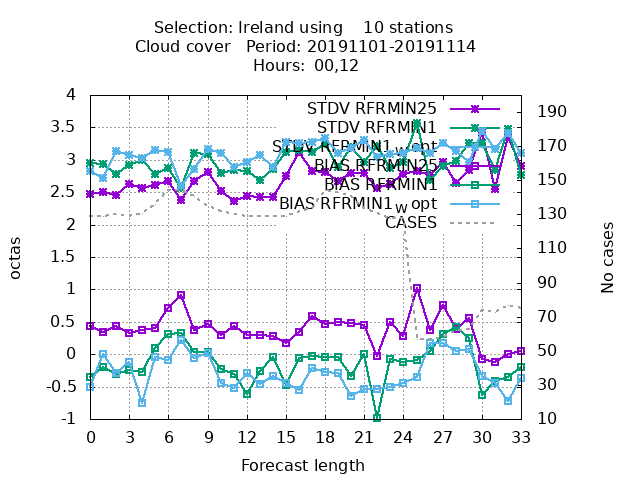 Selection: Ireland using 10 stations
Cloud cover Period: 20191101-20191114
Hours: 00,12
STDV RFRMIN25
STDV RFRMIN1
STDV RFRMIN1_w opt
BIAS RFRMIN25
BIAS RFRMIN1
BIAS RFRMIN1_w opt
CASES
4
3.5
3
2.5
2
1.5
1
0.5
0
-0.5
-1
octas
190
170
150
130
110
90
70
50
30
10
No cases
0 3 6 9 12 15 18 21 24 27 30 33
Forecast length